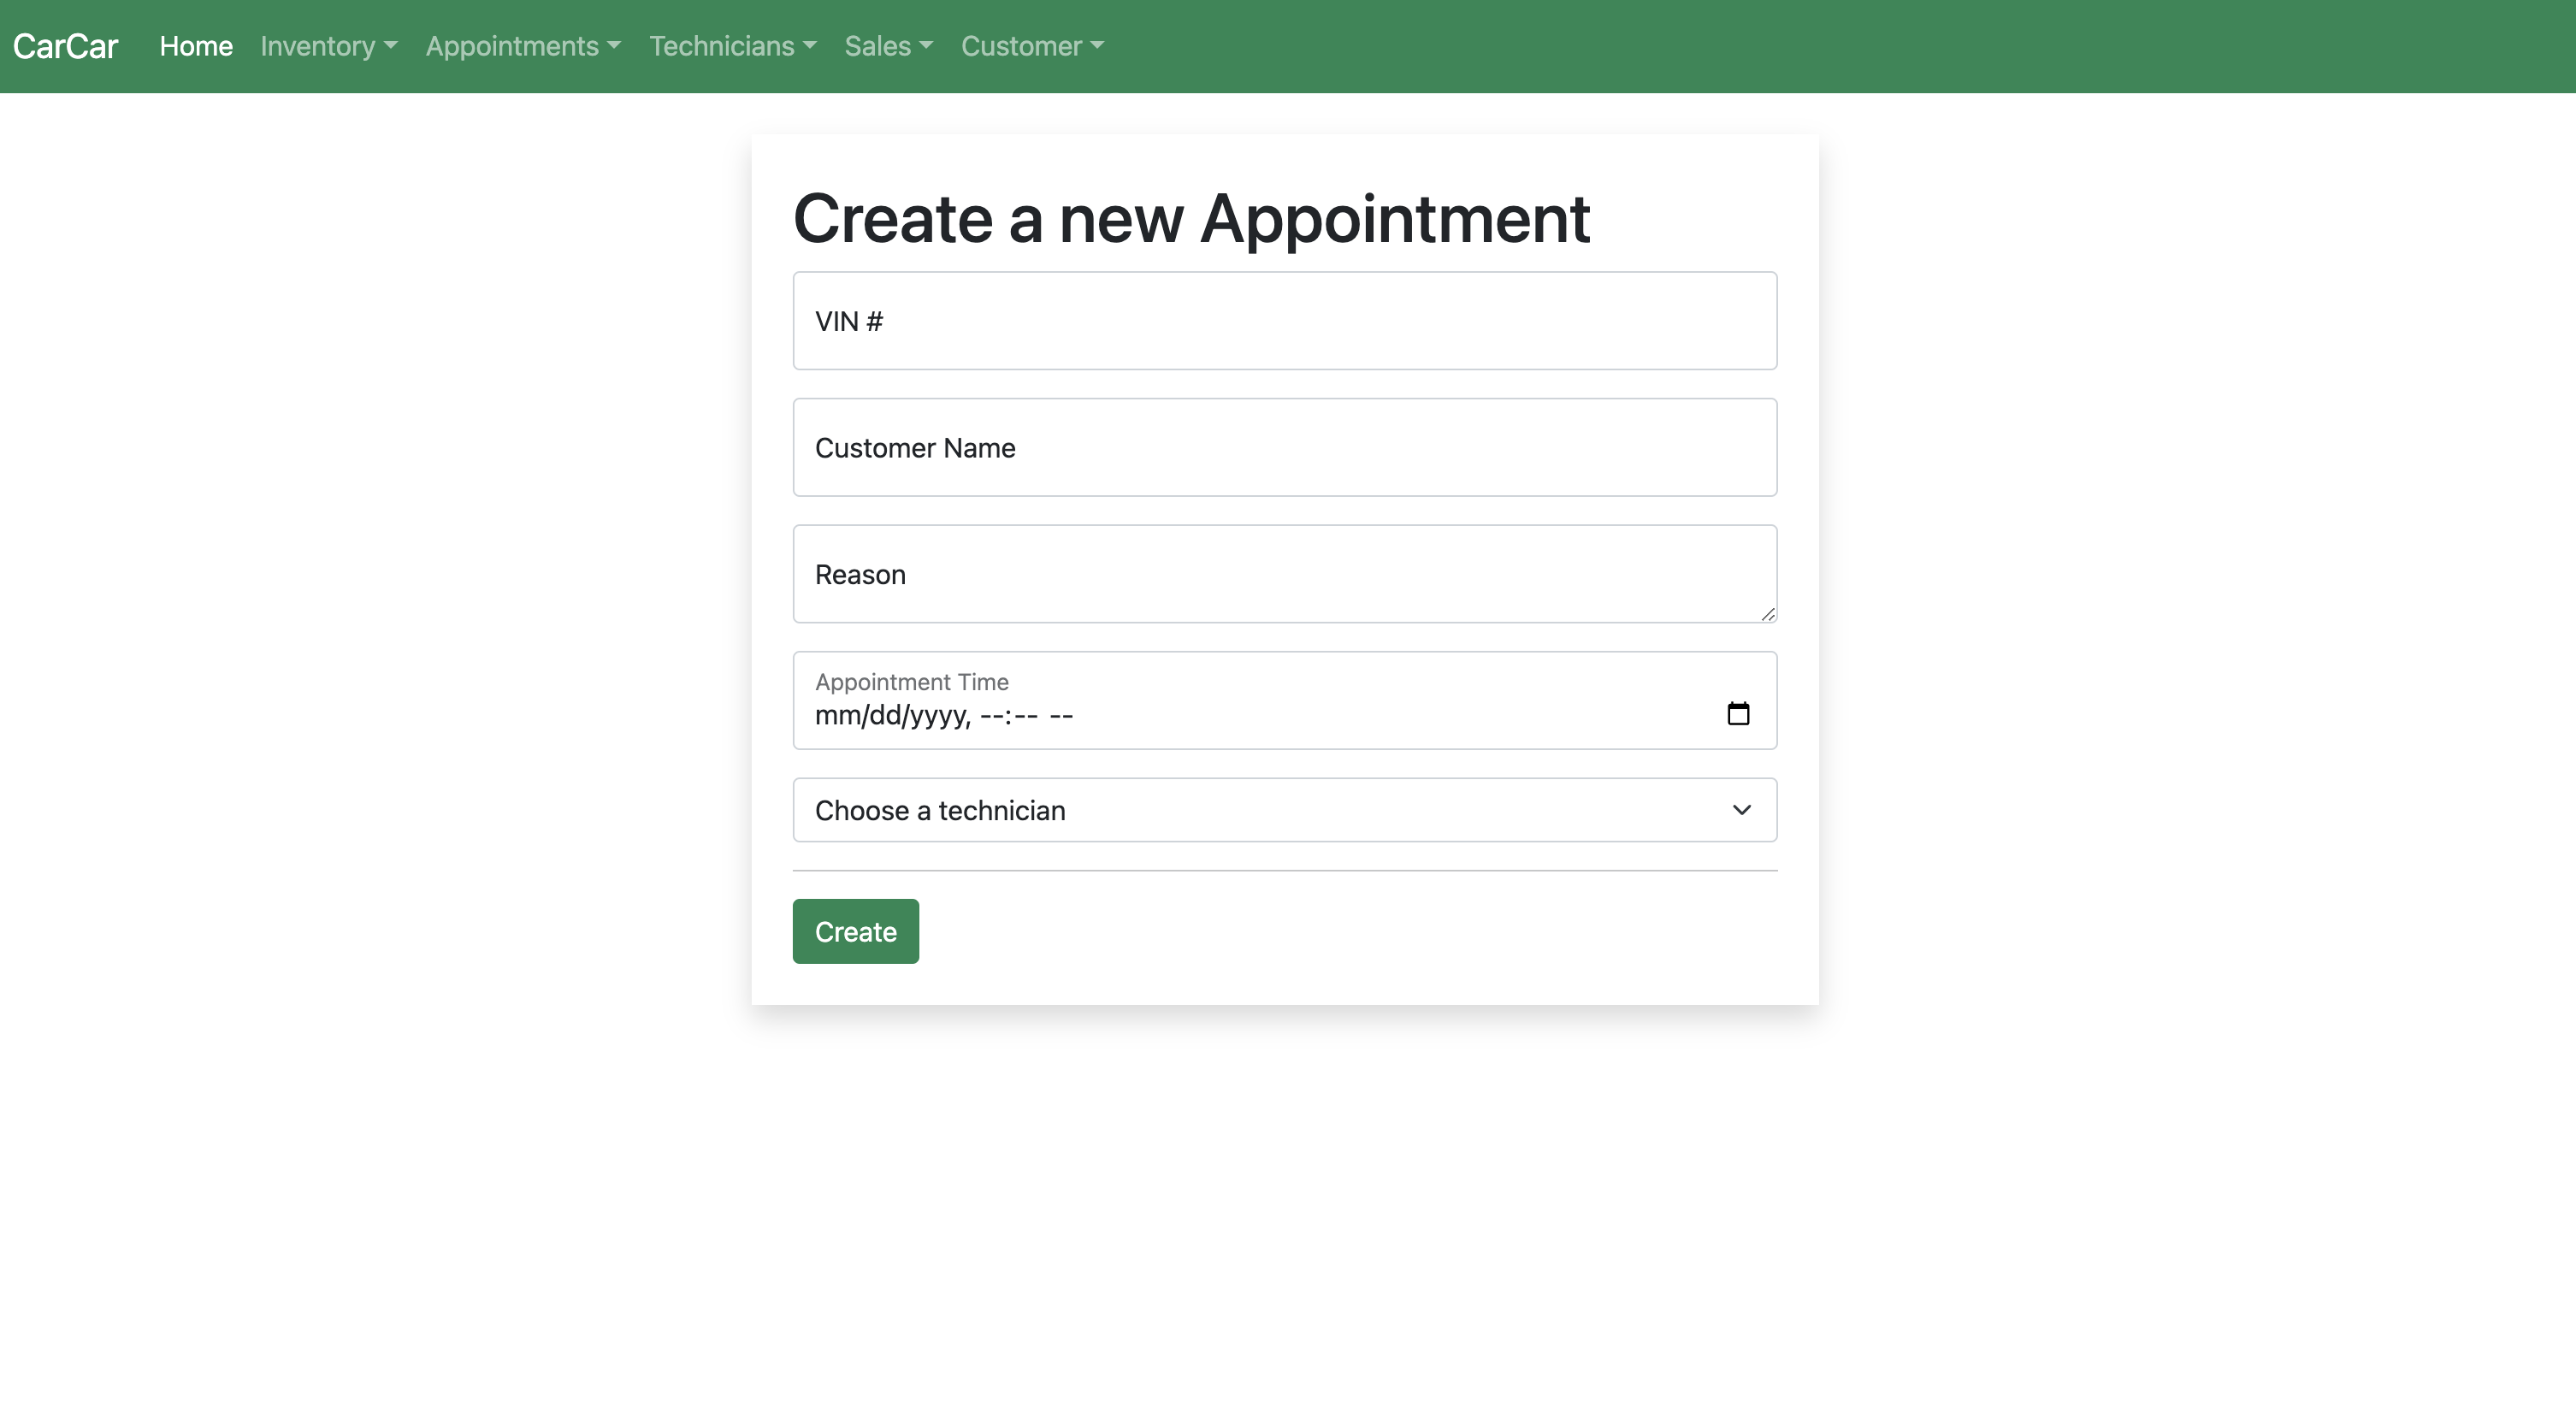 CarCar Home Inventory Appointments Technicians Sales Customer
Create a new Appointment
VIN #
Customer Name
Reason
Appointment Time
mm/dd/yyyy, --:-- --
Choose a technician
Create